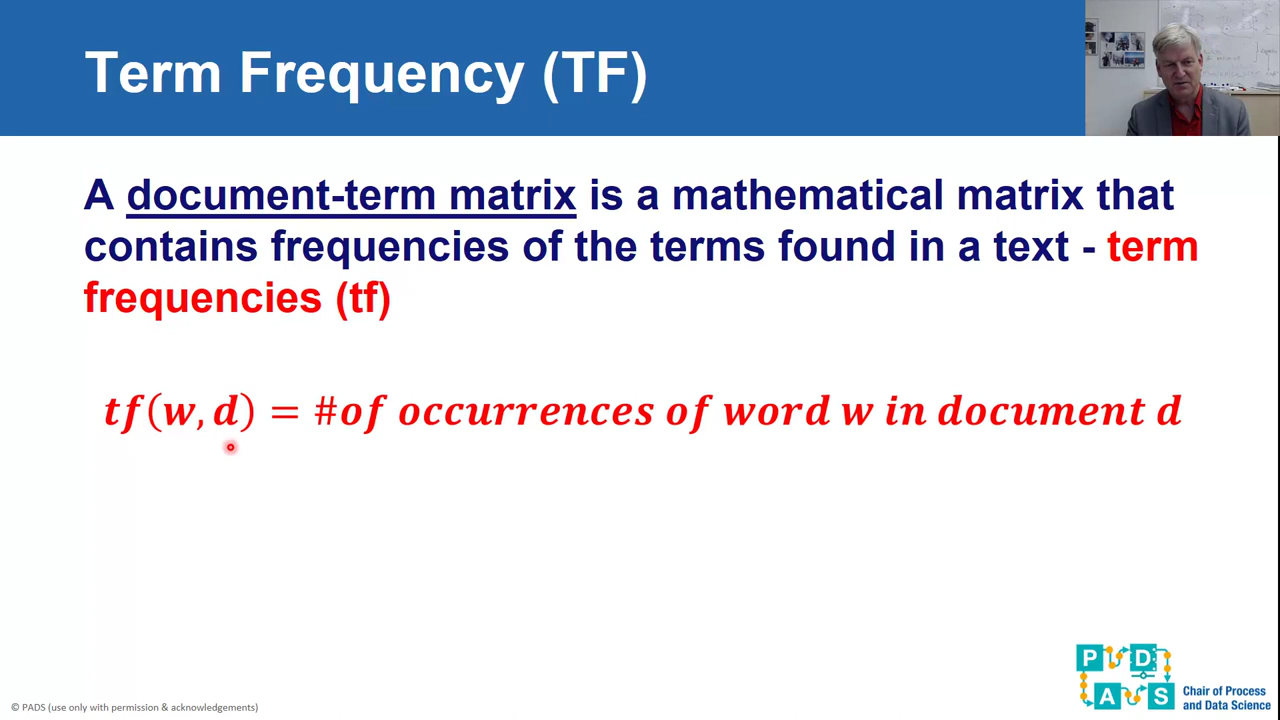 Term Frequency (TF)
A document-term matrix is a mathematical matrix that
contains frequencies of the terms found in a text - term
frequencies (tf)
tf(w, d) = #of occurrences of word w in document d
P D
A S
Chair of Process
and Data Science
© PADS (use only with permission & acknowledgements)